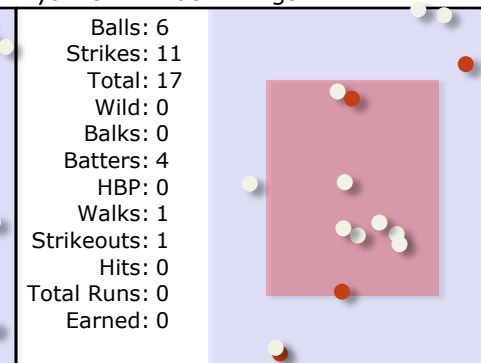 Balls: 6
Strikes: 11
Total: 17
Wild: 0
Balks: 0
Batters: 4
HBP: 0
Walks: 1
Strikeouts: 1
Hits: 0
Total Runs: 0
Earned: 0